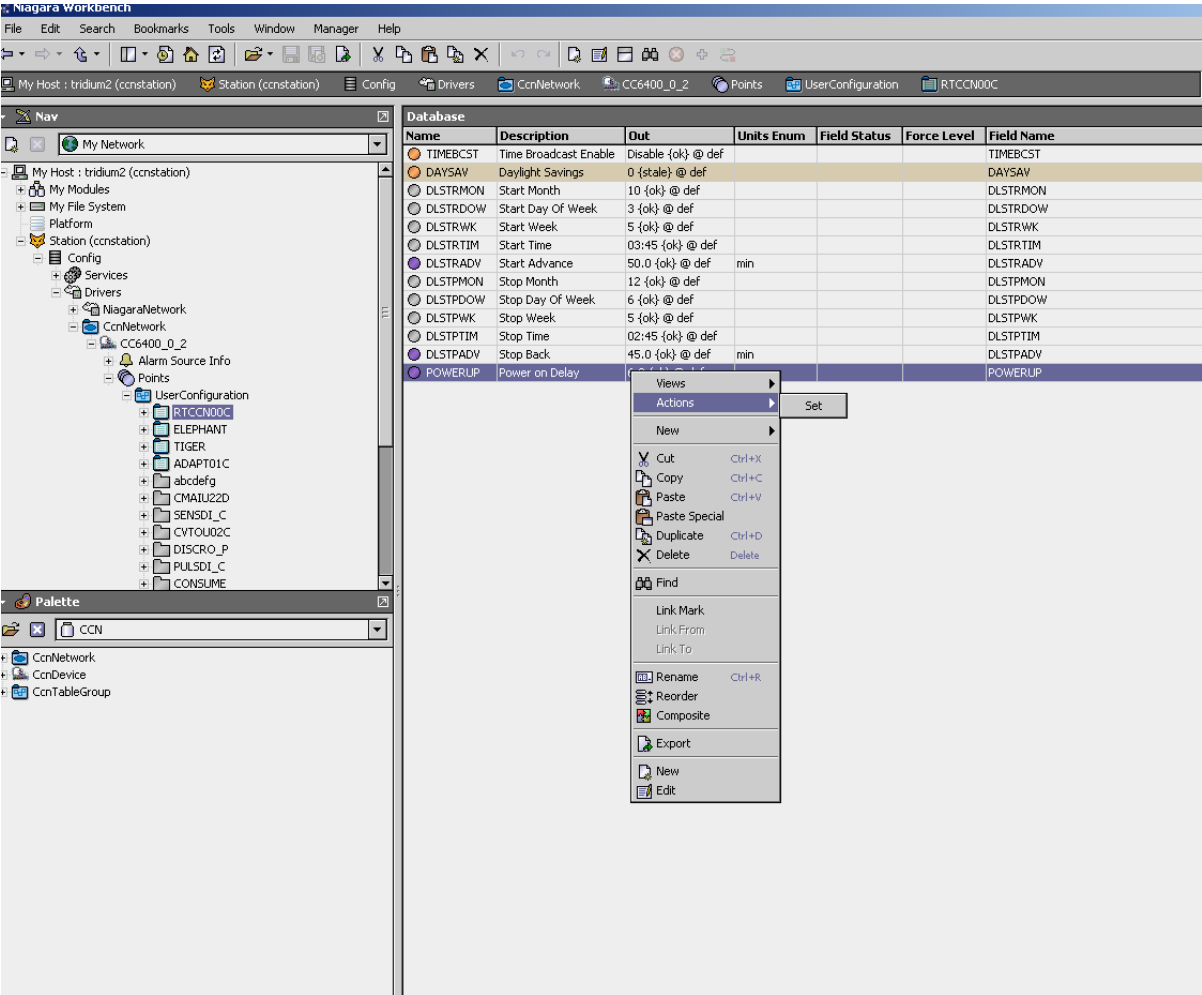 Niagara Workbench
File Edit Search Bookmarks Tools Window Manager Help
My Host : tridium2 (ccnstation) Station (ccnstation) Config Drivers CcnNetwork CC6400_0_2 Points UserConfiguration RTCCN00C
Nav
My Network
My Host : tridium2 (ccnstation)
My Modules
My File System
Platform
Station (ccnstation)
Config
Services
Drivers
NiagaraNetwork
CcnNetwork
CC6400_0_2
Alarm Source Info
Points
UserConfiguration
RTCCN00C
ELEPHANT
TIGER
ADAPT01C
abcdefg
CMAIU22D
SENSDI_C
CVTOU02C
DISCRO_P
PULSDI_C
CONSUME
Palette
CCN
CcnNetwork
CcnDevice
CcnTableGroup
Database
Name Description Out Units Enum Field Status Force Level Field Name
TIMEBCST Time Broadcast Enable Disable {ok} @ def TIMEBCST
DAYSAV Daylight Savings 0 {stale} @ def DAYSAV
DLSTRMON Start Month 10 {ok} @ def DLSTRMON
DLSTRDOW Start Day Of Week 3 {ok} @ def DLSTRDOW
DLSTRWK Start Week 5 {ok} @ def DLSTRWK
DLSTRTIM Start Time 03:45 {ok} @ def DLSTRTIM
DLSTRADV Start Advance 50.0 {ok} @ def min DLSTRADV
DLSTPMON Stop Month 12 {ok} @ def DLSTPMON
DLSTPDOW Stop Day Of Week 6 {ok} @ def DLSTPDOW
DLSTPWK Stop Week 5 {ok} @ def DLSTPWK
DLSTPTIM Stop Time 02:45 {ok} @ def DLSTPTIM
DLSTPADV Stop Back 45.0 {ok} @ def min DLSTPADV
POWERUP Power on Delay POWERUP
Views
Actions
Set
New
Cut Ctrl+X
Copy Ctrl+C
Paste Ctrl+V
Paste Special
Duplicate Ctrl+D
Delete Delete
Find
Link Mark
Link From
Link To
Rename Ctrl+R
Reorder
Composite
Export
New
Edit